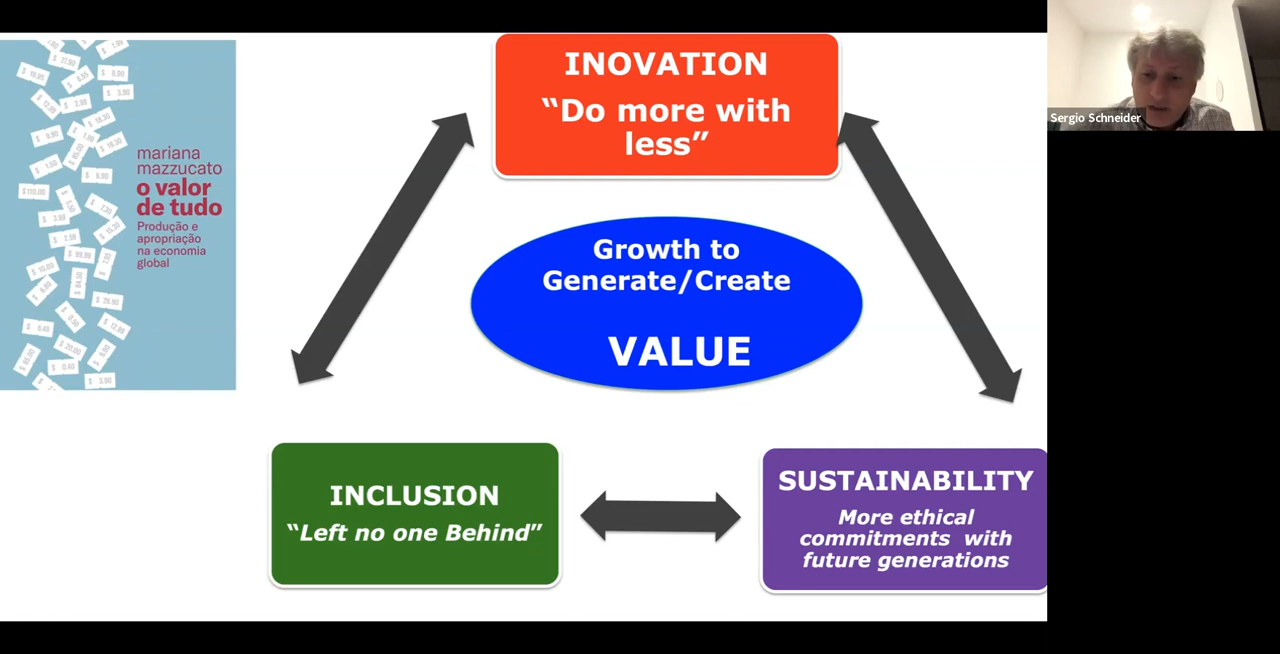 INOVATION
“Do more with
less”
Sergio Schneider
mariana
mazzucato
o valor
de tudo
Produção e
apropriação
na economia
global
Growth to
Generate/Create
VALUE
INCLUSION
“Left no one Behind”
SUSTAINABILITY
More ethical
commitments with
future generations